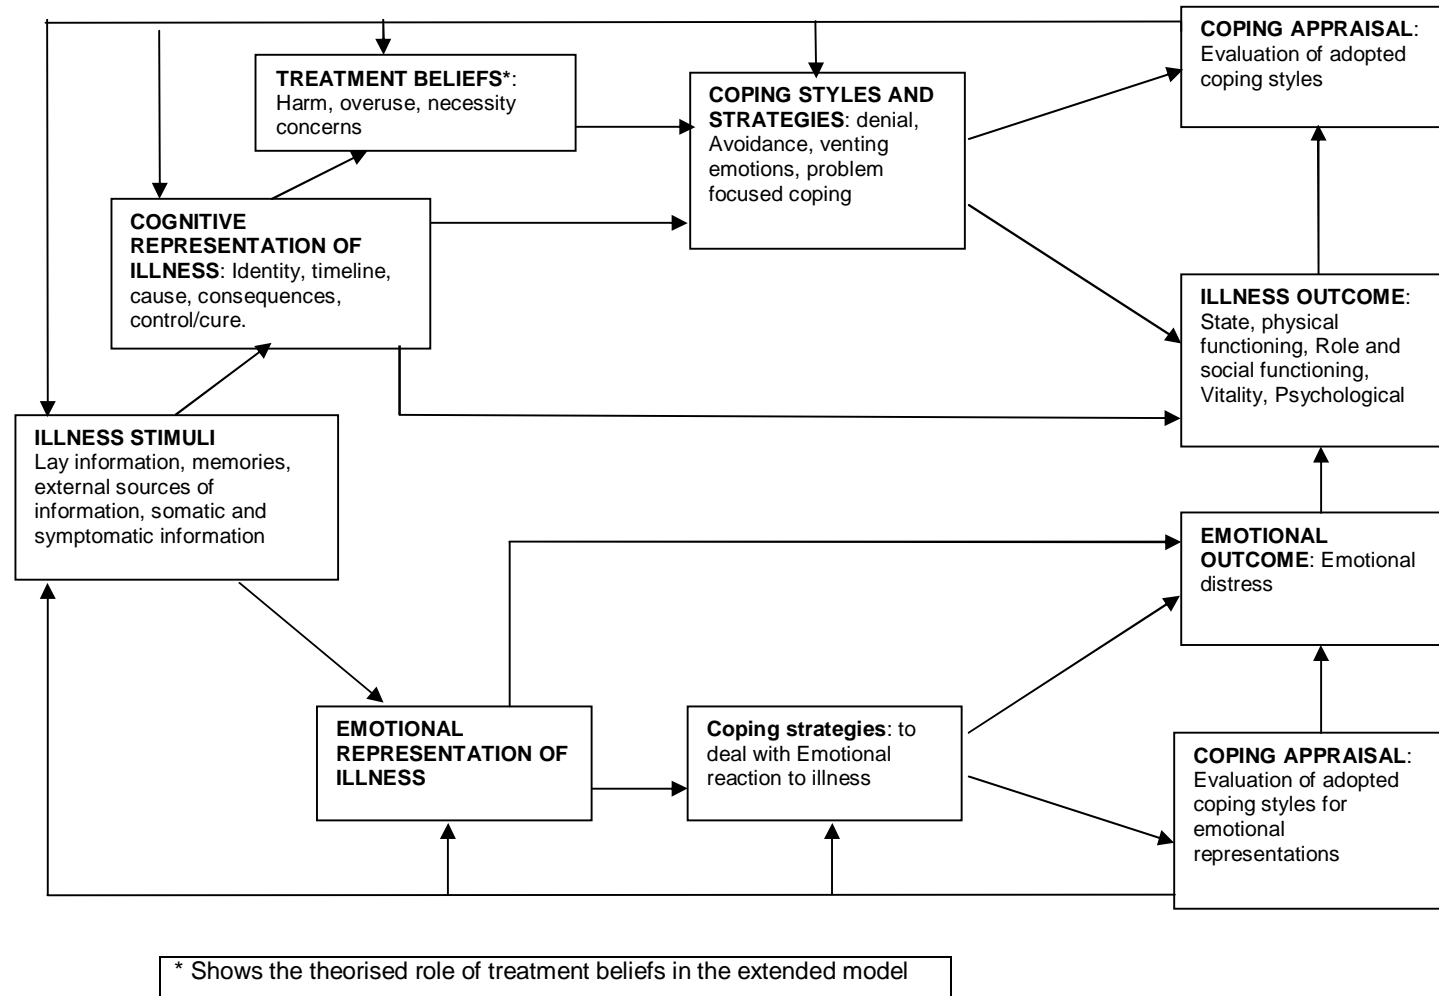 COPING APPRAISAL:
Evaluation of adopted
coping styles
TREATMENT BELIEFS*:
Harm, overuse, necessity
concerns
COPING STYLES AND
STRATEGIES: denial,
Avoidance, venting
emotions, problem
focused coping
COGNITIVE
REPRESENTATION OF
ILLNESS: Identity, timeline,
cause, consequences,
control/cure.
ILLNESS OUTCOME:
State, physical
functioning, Role and
social functioning,
Vitality, Psychological
ILLNESS STIMULI
Lay information, memories,
external sources of
information, somatic and
symptomatic information
EMOTIONAL
OUTCOME: Emotional
distress
EMOTIONAL
REPRESENTATION OF
ILLNESS
Coping strategies: to
deal with Emotional
reaction to illness
COPING APPRAISAL:
Evaluation of adopted
coping styles for
emotional
representations
* Shows the theorised role of treatment beliefs in the extended model